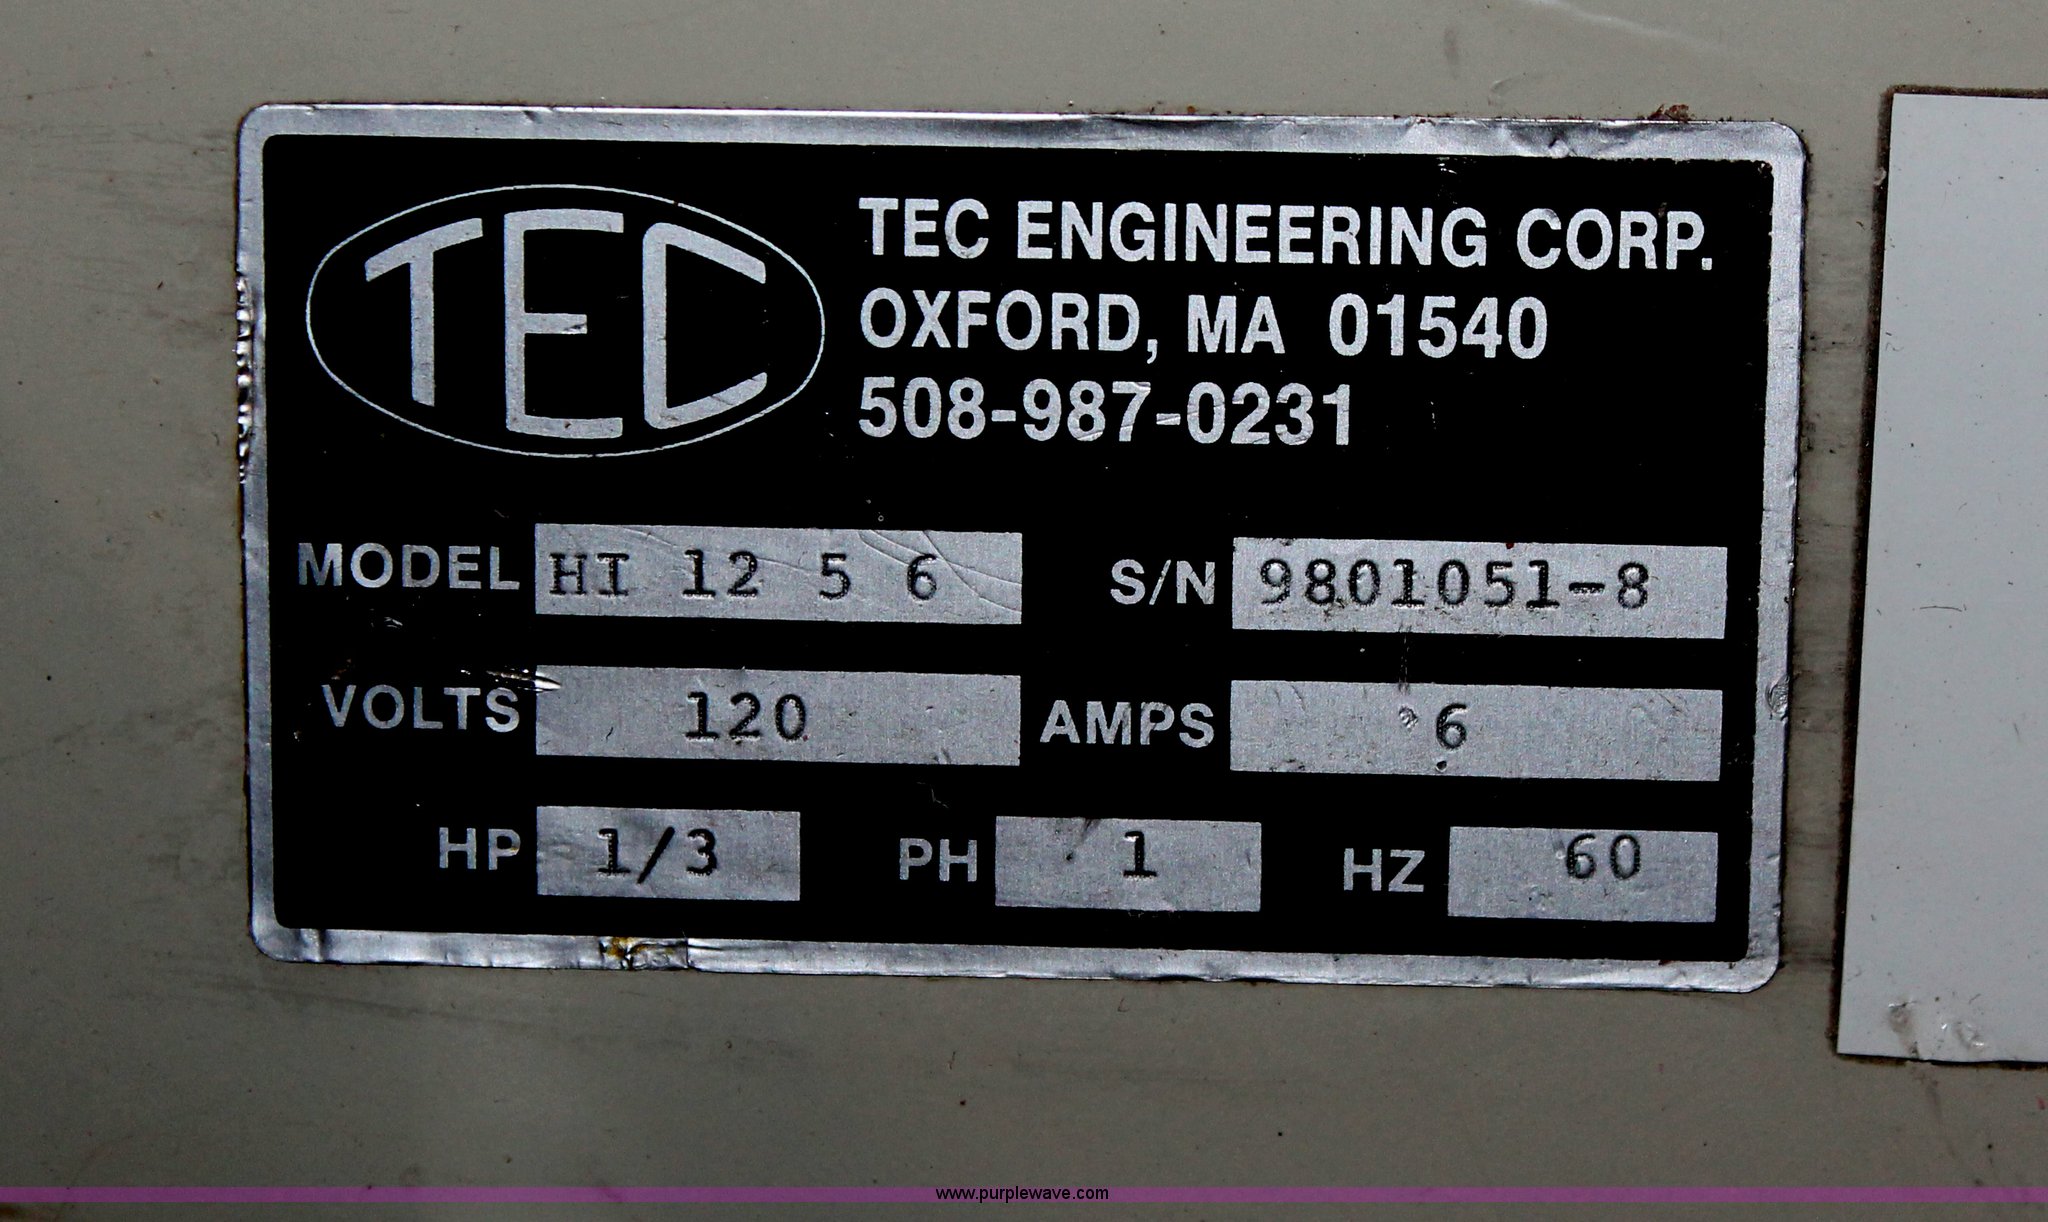 TEC
TEC ENGINEERING CORP.
OXFORD, MA 01540
508-987-0231
MODEL HI 12 5 6 S/N 9801051-8
VOLTS 120 AMPS 6
HP 1/3 PH 1 HZ 60
www.purplewave.com